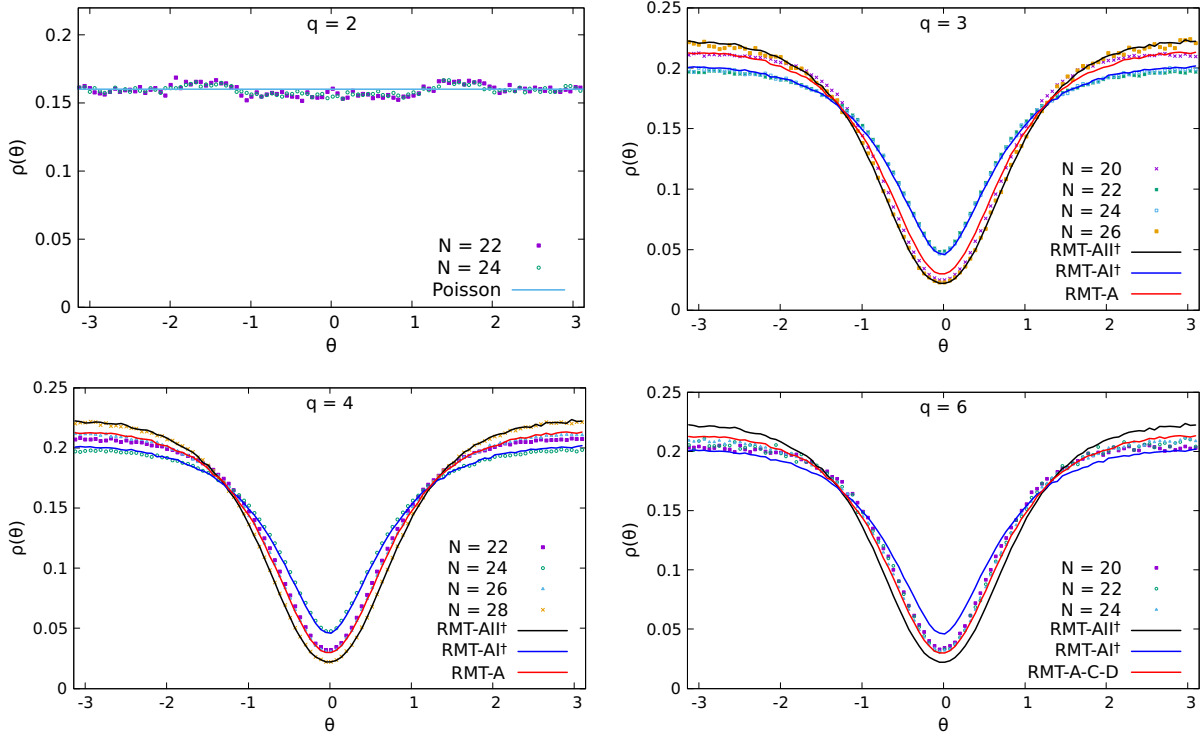 q = 2
0.2
0.15
0.1
0.05
0
ρ(θ)
N = 22
N = 24
Poisson
-3 -2 -1 0 1 2 3
θ
q = 3
0.25
0.2
0.15
0.1
0.05
0
ρ(θ)
N = 20
N = 22
N = 24
N = 26
RMT-AII†
RMT-AI†
RMT-A
-3 -2 -1 0 1 2 3
θ
q = 4
0.25
0.2
0.15
0.1
0.05
0
ρ(θ)
N = 22
N = 24
N = 26
N = 28
RMT-AII†
RMT-AI†
RMT-A
-3 -2 -1 0 1 2 3
θ
q = 6
0.25
0.2
0.15
0.1
0.05
0
ρ(θ)
N = 20
N = 22
N = 24
RMT-AII†
RMT-AI†
RMT-A-C-D
-3 -2 -1 0 1 2 3
θ